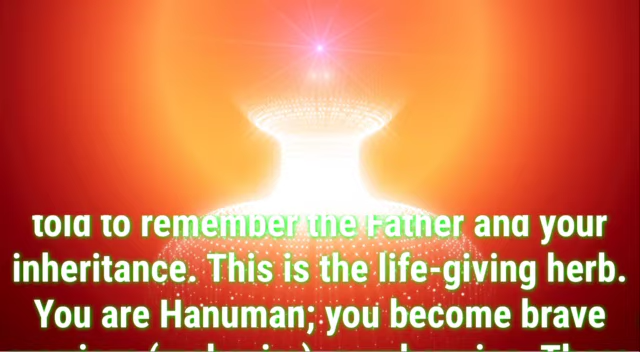 told to remember the Father and your
inheritance. This is the life-giving herb.
You are Hanuman; you become brave